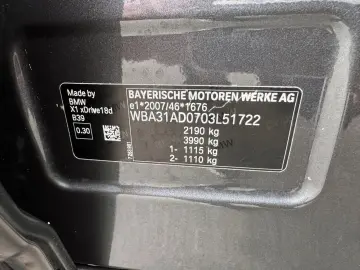 Made by
BMW
X1 xDrive18d
B39
0.30
BAYERISCHE MOTOREN WERKE AG
e1*2007/46*1676
WBA31AD0703L51722
2190 kg
3990 kg
1- 1115 kg
2- 1110 kg